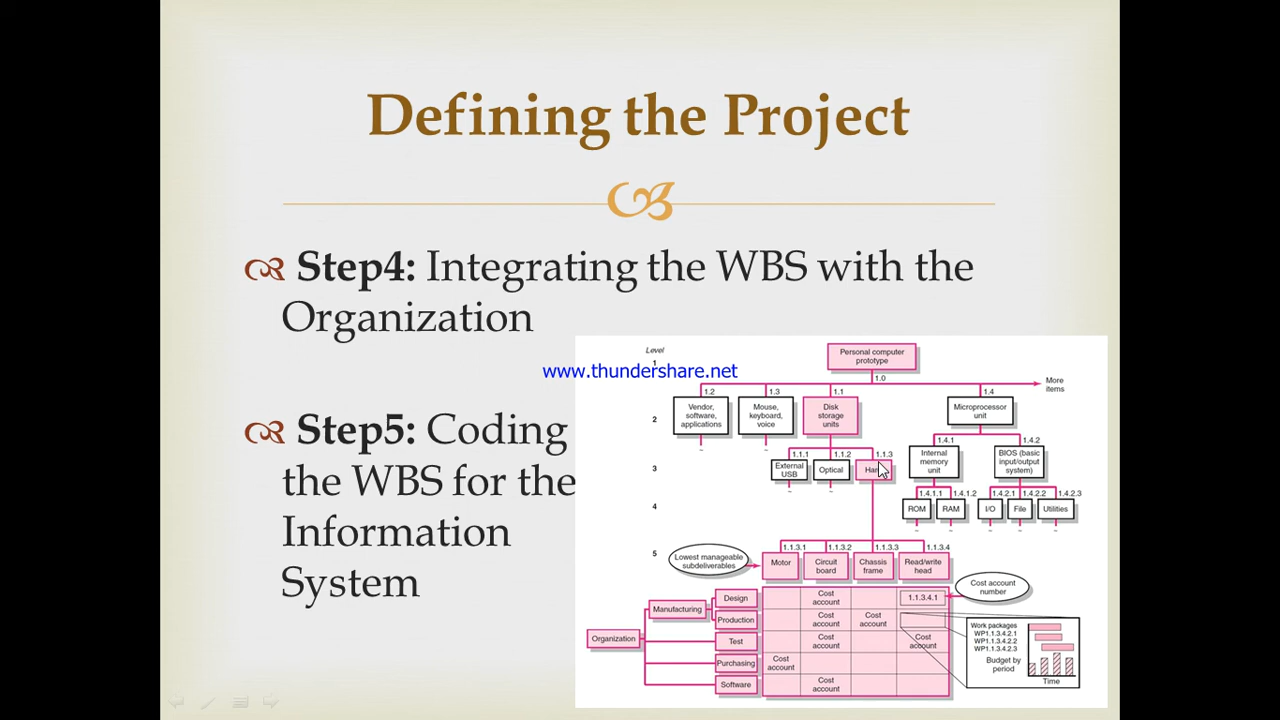 Defining the Project
Step4: Integrating the WBS with the
Organization
Step5: Coding
the WBS for the
Information
System
www.thundershare.net
Level
1
Personal computer
prototype
1.0
More
items
1.2
1.3
1.1
1.4
2
Vendor,
software,
applications
Mouse,
keyboard,
voice
Disk
storage
units
Microprocessor
unit
1.1.1
1.1.2
1.1.3
1.4.1
1.4.2
3
External
USB
Optical
Internal
memory
unit
BIOS (basic
input/output
system)
4
1.4.1.1
1.4.1.2
1.4.2.1
1.4.2.2
1.4.2.3
ROM
RAM
I/O
File
Utilities
5
Lowest manageable
subdeliverables
1.1.3.1
1.1.3.2
1.1.3.3
1.1.3.4
Motor
Circuit
board
Chassis
frame
Read/write
head
Cost account
number
Organization
Manufacturing
Design
Cost
account
1.1.3.4.1
Production
Cost
account
Cost
account
Test
Cost
account
Cost
account
Purchasing
Cost
account
Software
Cost
account
Work packages
WP1.1.3.4.2.1
WP1.1.3.4.2.2
WP1.1.3.4.2.3
Budget by
period
Time